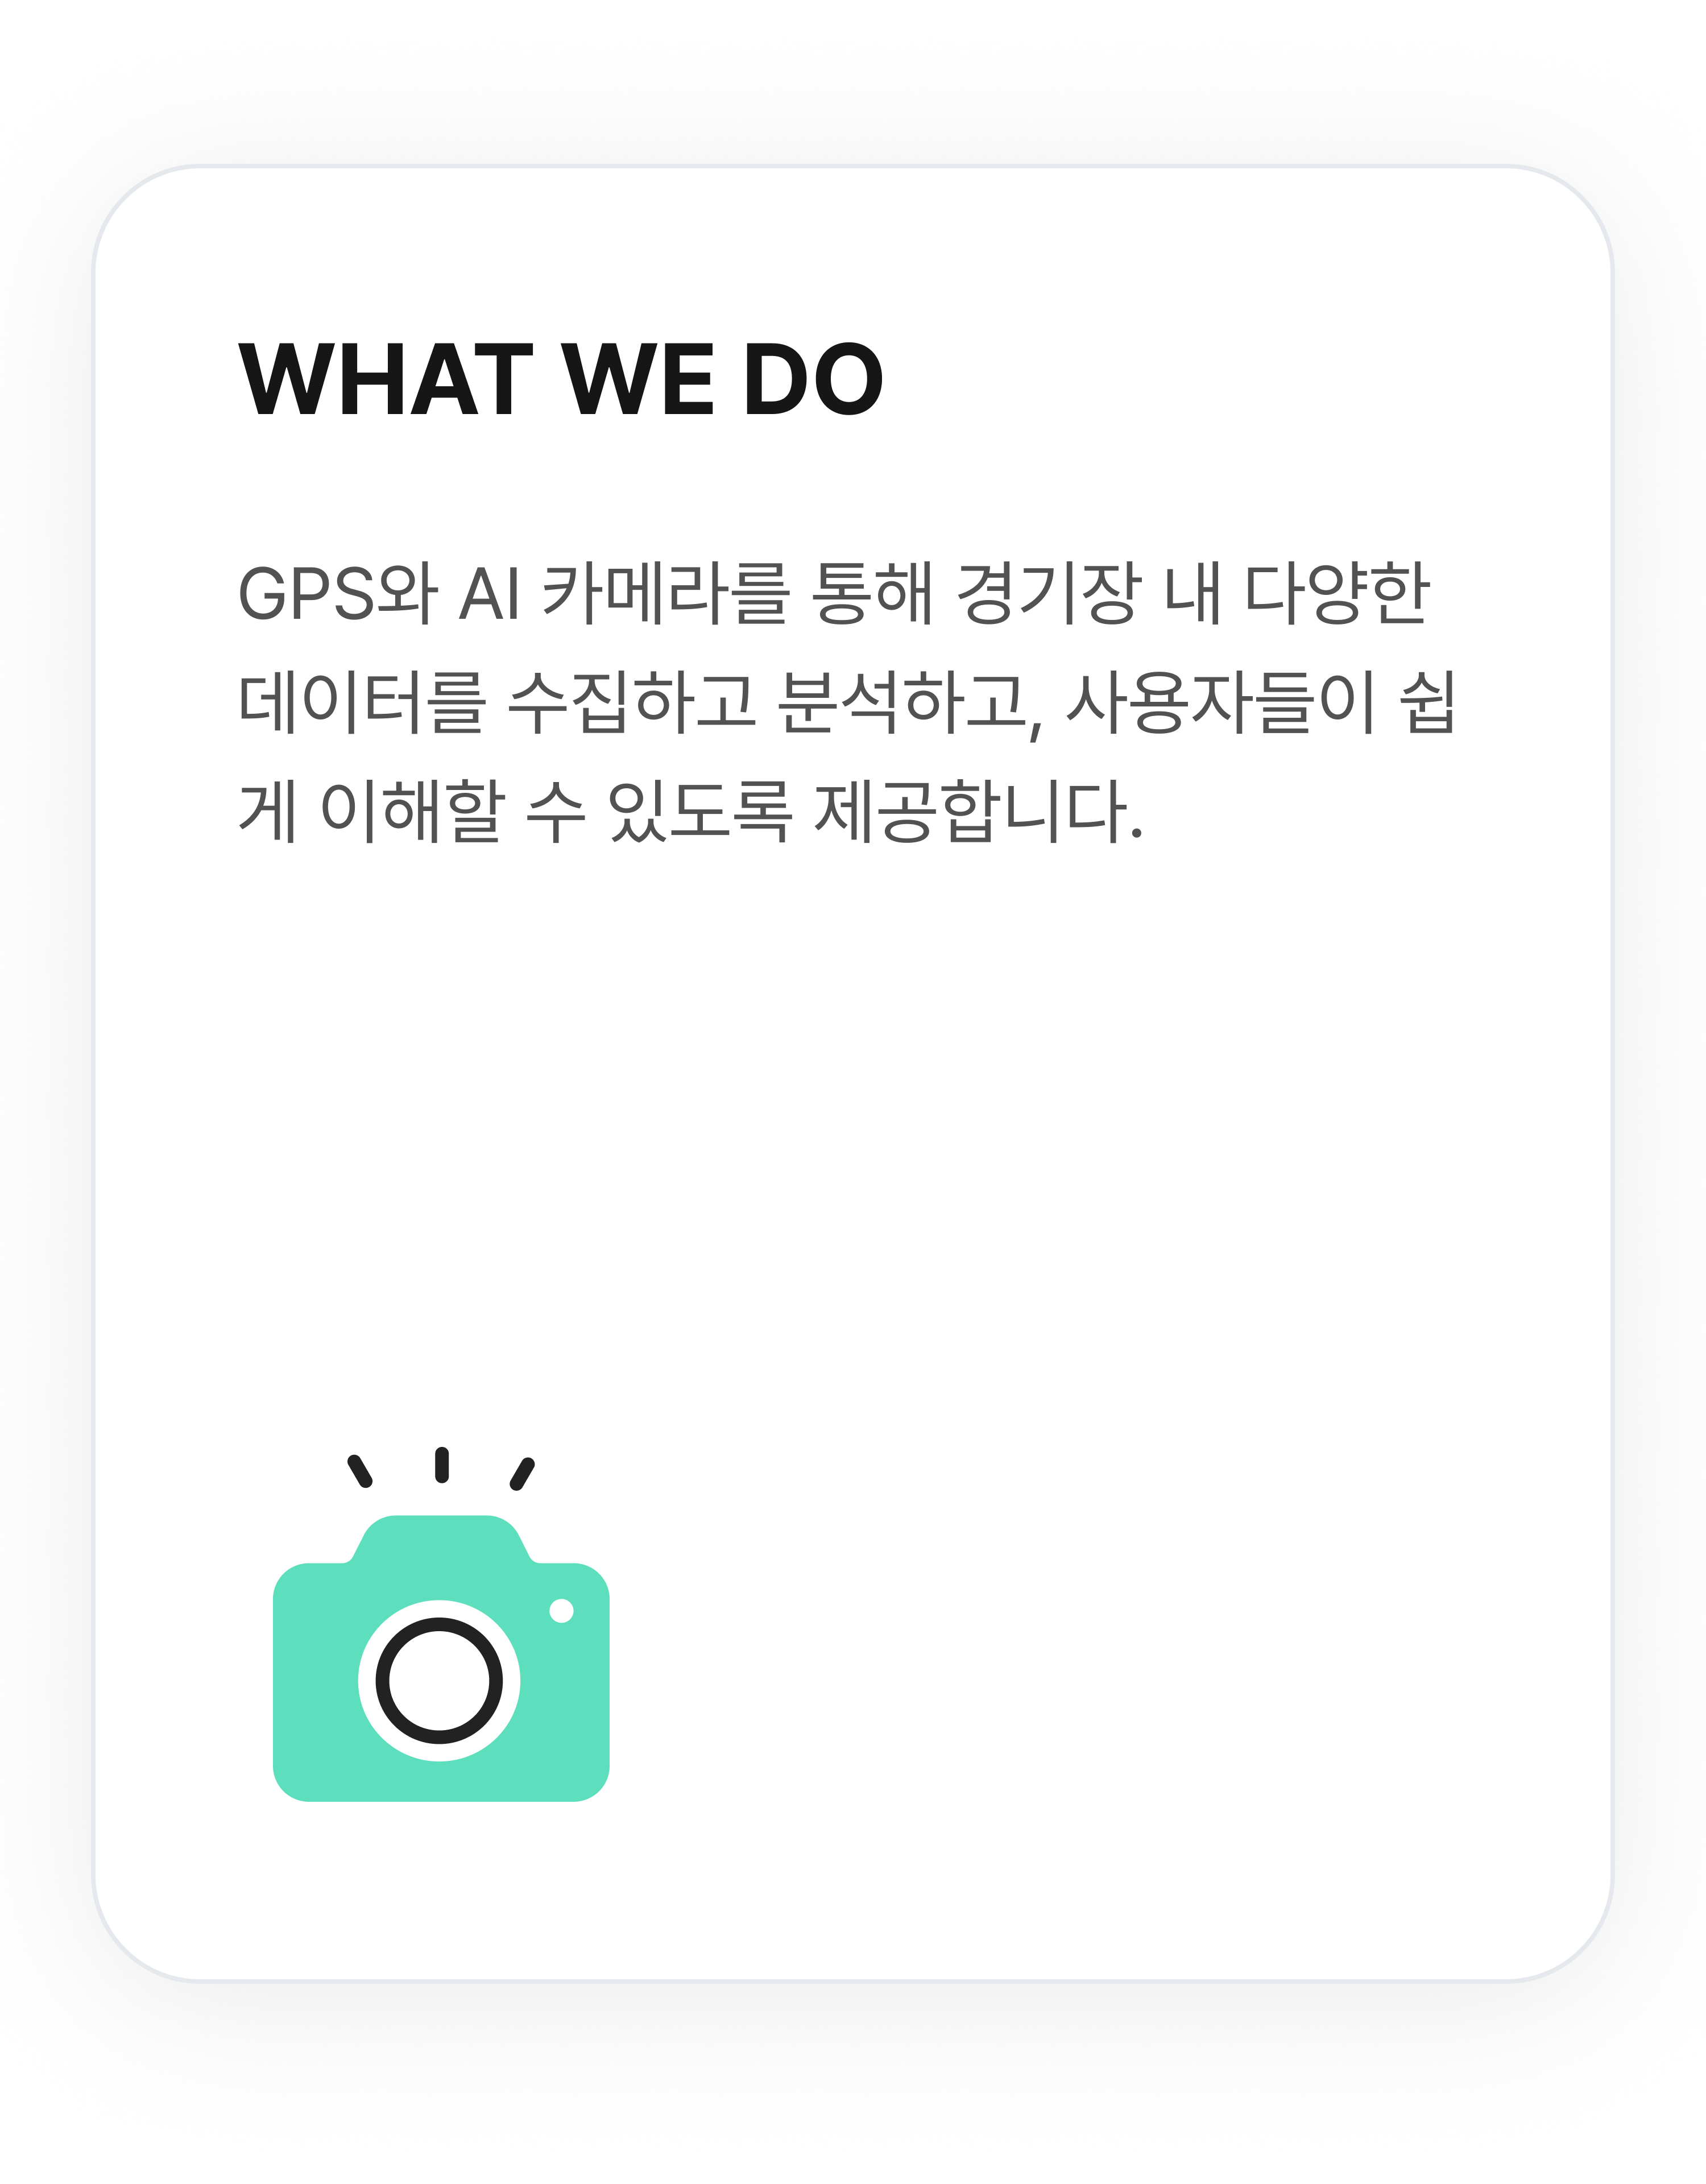 WHAT WE DO
GPS와 AI 카메라를 통해 경기장 내 다양한
데이터를 수집하고 분석하고, 사용자들이 쉽
게 이해할 수 있도록 제공합니다.